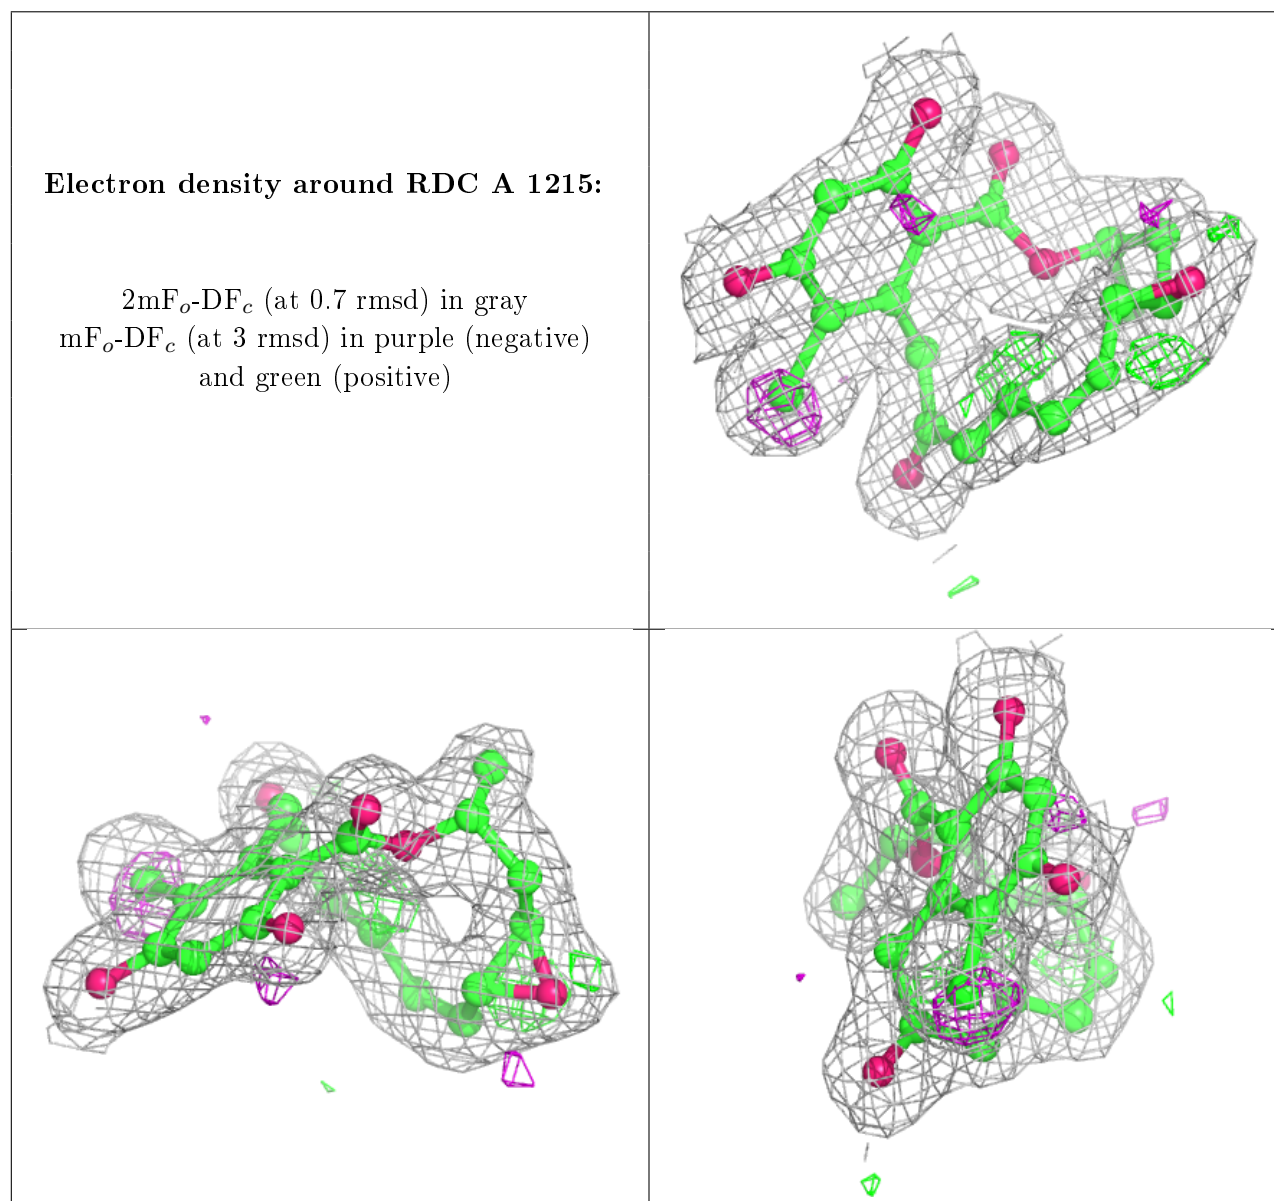 Electron density around RDC A 1215:
2mFo-DFc (at 0.7 rmsd) in gray
mFo-DFc (at 3 rmsd) in purple (negative)
and green (positive)